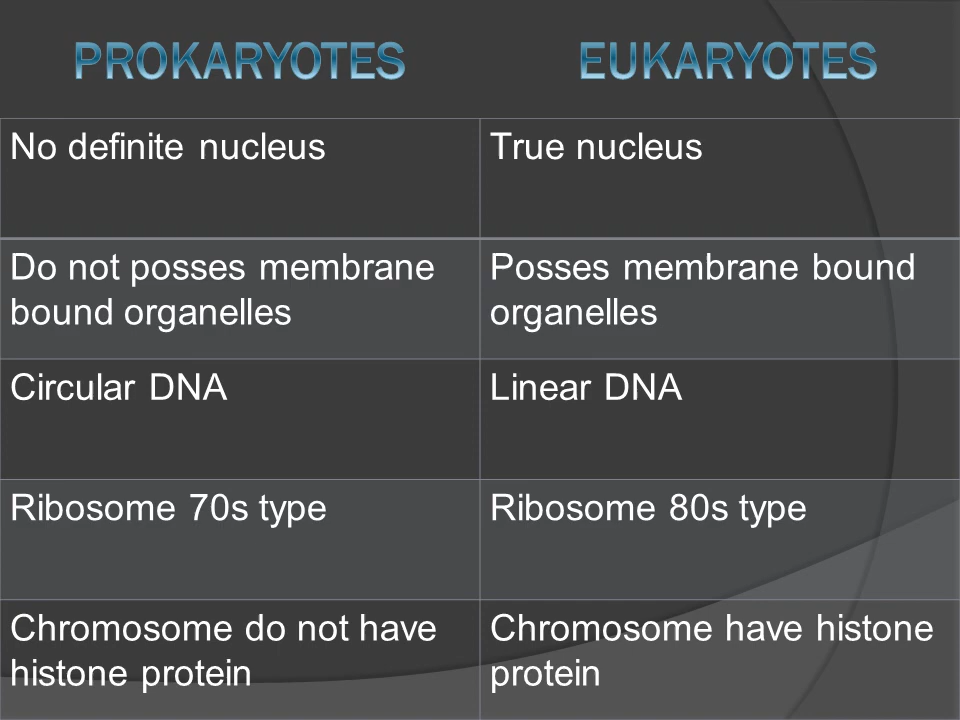 PROKARYOTES EUKARYOTES
No definite nucleus
True nucleus
Do not posses membrane
bound organelles
Posses membrane bound
organelles
Circular DNA
Linear DNA
Ribosome 70s type
Ribosome 80s type
Chromosome do not have
histone protein
Chromosome have histone
protein